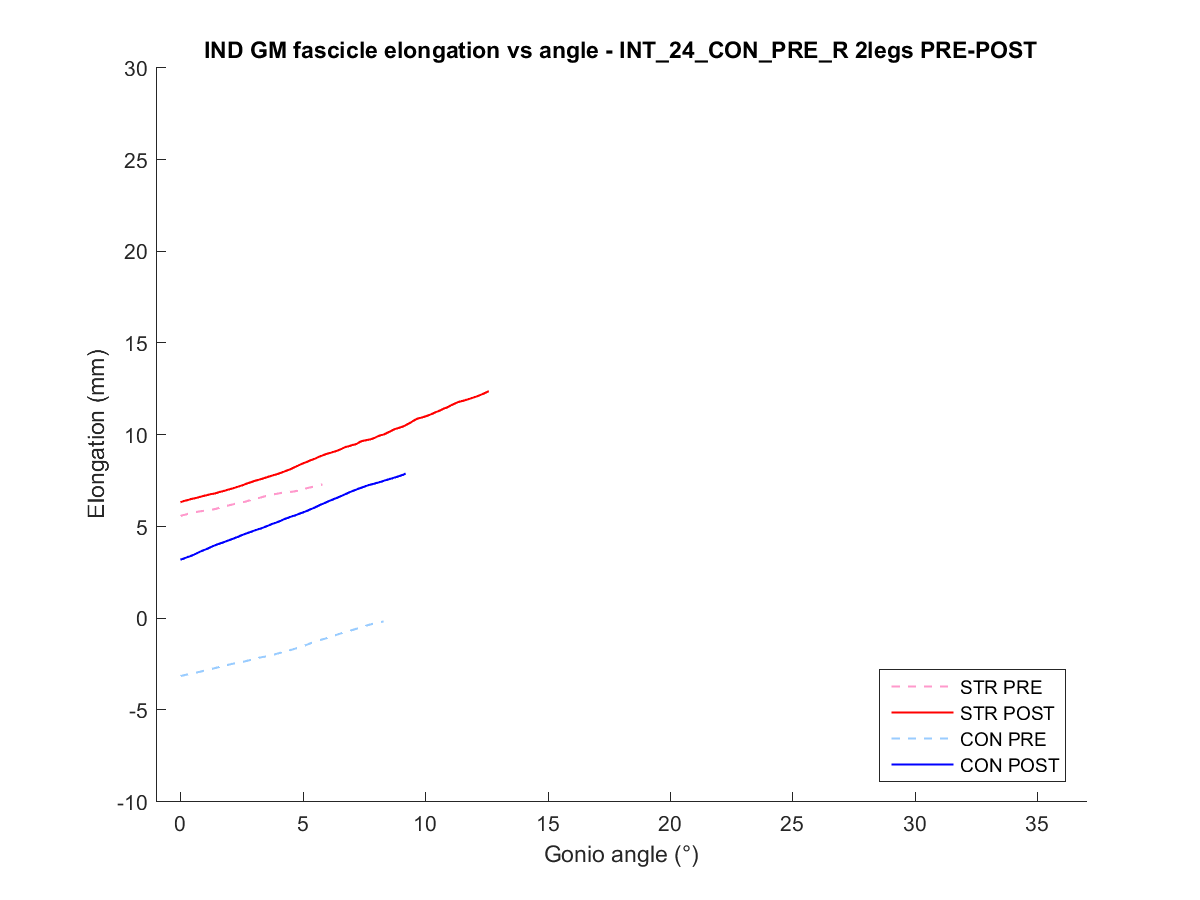 IND GM fascicle elongation vs angle - INT_24_CON_PRE_R 2legs PRE-POST
30
25
20
15
10
5
0
-5
-10
Elongation (mm)
0 5 10 15 20 25 30 35
Gonio angle (°)
STR PRE
STR POST
CON PRE
CON POST